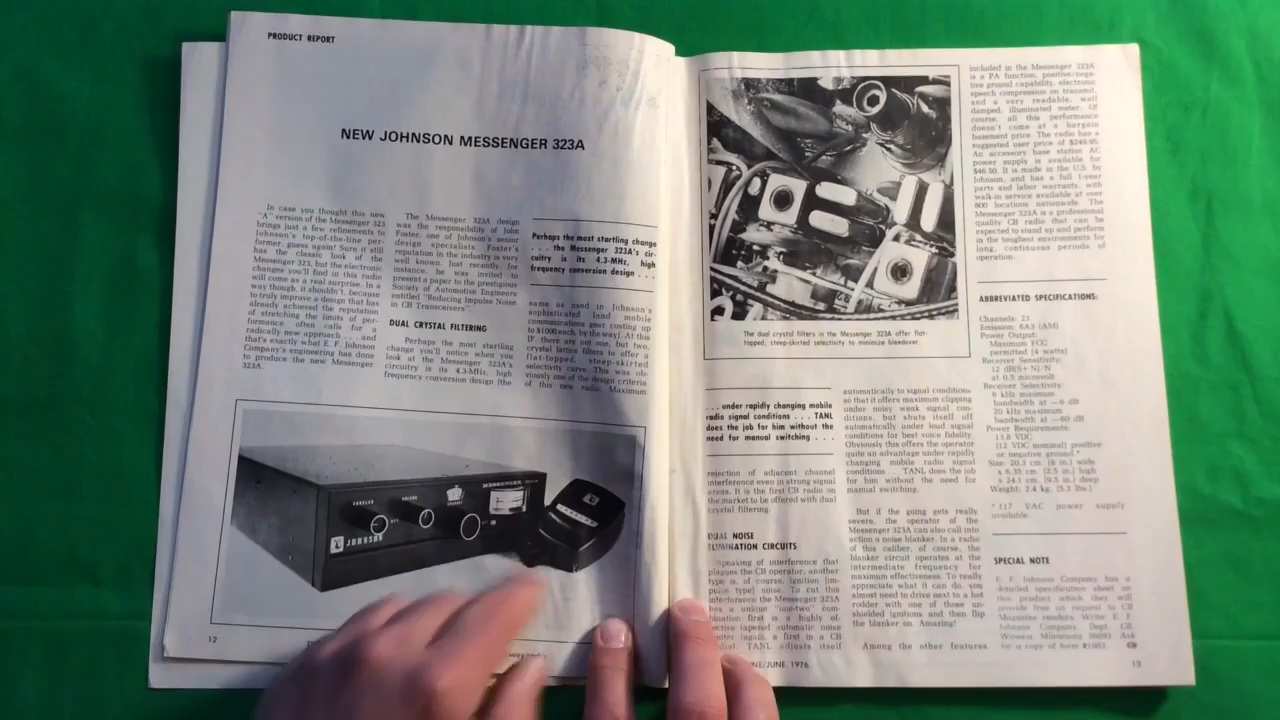 PRODUCT REPORT
NEW JOHNSON MESSENGER 323A
In case you thought this new
"A" version of the Messenger 323
brings just a few refinements to
Johnson's top-of-the-line per-
former, guess again! Sure it still
has the classic look of the
Messenger 323, but the electronic
changes you'll find in this radio
will come as a real surprise. In a
way though, it shouldn't, because
to truly improve a design that has
already achieved the reputation
of stretching the limits of per-
formance often calls for a
radically new approach . . . and
that's exactly what E. F. Johnson
Company's engineering has done
to produce the new Messenger
323A.
The Messenger 323A design
was the responsibility of John
Foster, one of Johnson's senior
design specialists. Foster's
reputation in the industry is very
well known. Just recently, for
instance, he was invited to
present a paper to the prestigious
Society of Automotive Engineers
entitled "Reducing Impulse Noise
in CB Transceivers".
DUAL CRYSTAL FILTERING
Perhaps the most startling
change you'll notice when you
look at the Messenger 323A's
circuitry is its 4.3-MHz, high
frequency conversion design (the
Perhaps the most startling change
. . . the Messenger 323A's cir-
cuitry is its 4.3-MHz, high
frequency conversion design . . .
same as used in Johnson's
sophisticated land mobile
communications gear costing up
to $1000 each, by the way). At this
IF, there are not one, but two,
crystal lattice filters to offer a
flat-topped, steep-skirted
selectivity curve. This was ob-
viously one of the design criteria
of this new radio. Maximum
MESSENGER 323A
CHANNEL
VOLUME
SQUELCH
OFF
JOHNSON
JOHNSON
12
The dual crystal filters in the Messenger 323A offer flat-
topped, steep-skirted selectivity to minimize bleedover.
. . . under rapidly changing mobile
radio signal conditions . . . TANL
does the job for him without the
need for manual switching . . .
rejection of adjacent channel
interference even in strong signal
areas. It is the first CB radio on
the market to be offered with dual
crystal filtering.
DUAL NOISE
ELIMINATION CIRCUITS
Speaking of interference that
plagues the CB operator, another
type is, of course, ignition (im-
pulse type) noise. To cut this
interference the Messenger 323A
has a unique "one-two" com-
bination first is a highly ef-
fective tapered automatic noise
limiter (again, a first in a CB
radio). TANL adjusts itself
automatically to signal conditions
so that it offers maximum clipping
under noisy weak signal con-
ditions, but shuts itself off
automatically under loud signal
conditions for best voice fidelity.
Obviously this offers the operator
quite an advantage under rapidly
changing mobile radio signal
conditions . . . TANL does the job
for him without the need for
manual switching.
But if the going gets really
severe, the operator of the
Messenger 323A can also call into
action a noise blanker. In a radio
of this caliber, of course, the
blanker circuit operates at the
intermediate frequency for
maximum effectiveness. To really
appreciate what it can do, you
almost need to drive next to a hot
rodder with one of those un-
shielded ignitions and then flip
the blanker on. Amazing!
Among the other features
included in the Messenger 323A
is a PA function, positive/nega-
tive ground capability, electronic
speech compression on transmit,
and a very readable, well
damped, illuminated meter. Of
course, all this performance
doesn't come at a bargain
basement price. The radio has a
suggested user price of $249.95.
An accessory base station AC
power supply is available for
$46.50. It is made in the U.S. by
Johnson, and has a full 1-year
parts and labor warranty, with
walk-in service available at over
800 locations nationwide. The
Messenger 323A is a professional
quality CB radio that can be
expected to stand up and perform
in the toughest environments for
long, continuous periods of
operation.
ABBREVIATED SPECIFICATIONS:
Channels: 23
Emission: 6A3 (AM)
Power Output:
Maximum FCC
permitted (4 watts)
Receiver Sensitivity:
12 dB(S+N)/N
at 0.5 microvolt
Receiver Selectivity:
6 kHz minimum
bandwidth at —6 dB
20 kHz maximum
bandwidth at —60 dB
Power Requirements:
13.8 VDC
(12 VDC nominal) positive
or negative ground.*
Size: 20.3 cm. (8 in.) wide
x 6.35 cm. (2.5 in.) high
x 24.1 cm. (9.5 in.) deep
Weight: 2.4 kg. (5.3 lbs.)
* 117 VAC power supply
available.
SPECIAL NOTE
E. F. Johnson Company has a
detailed specification sheet on
this product which they will
provide free on request to CB
Magazine readers. Write: E. F.
Johnson Company, Dept. CB,
Waseca, Minnesota 56093. Ask
for a copy of form #1083.
NE/JUNE, 1976
13